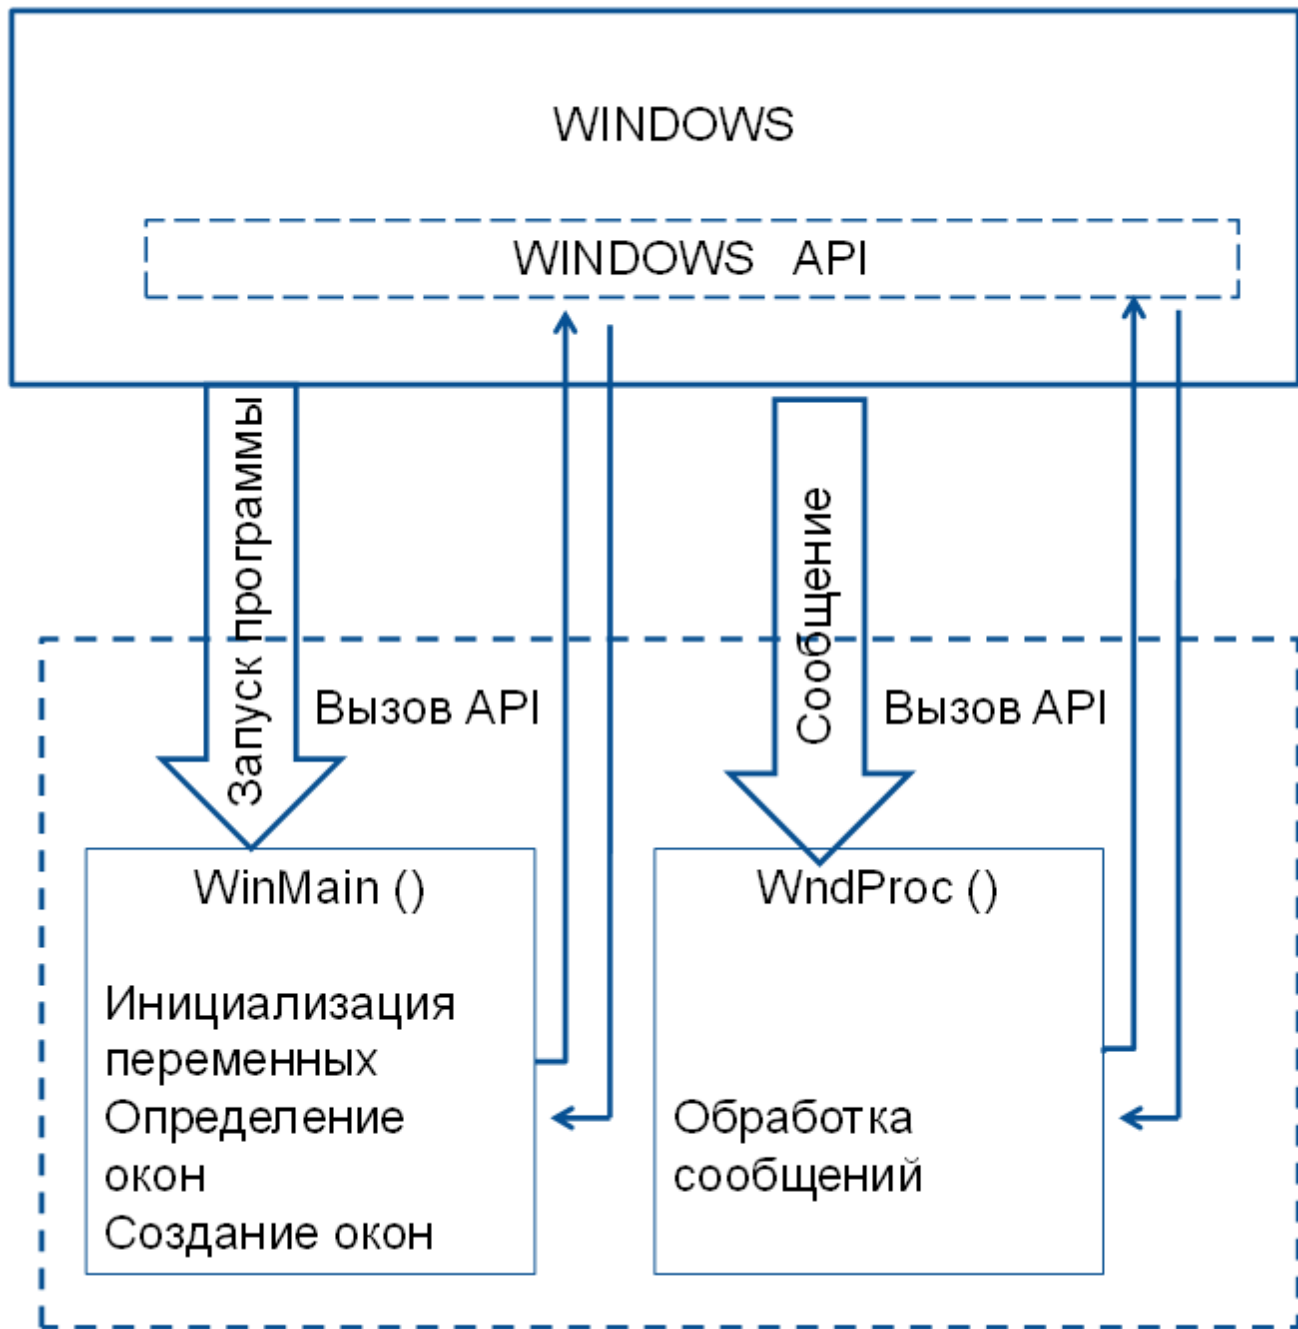 WINDOWS
WINDOWS API
Запуск программы
Сообщение
Вызов API
Вызов API
WinMain ()
Инициализация
переменных
Определение
окон
Создание окон
WndProc ()
Обработка
сообщений